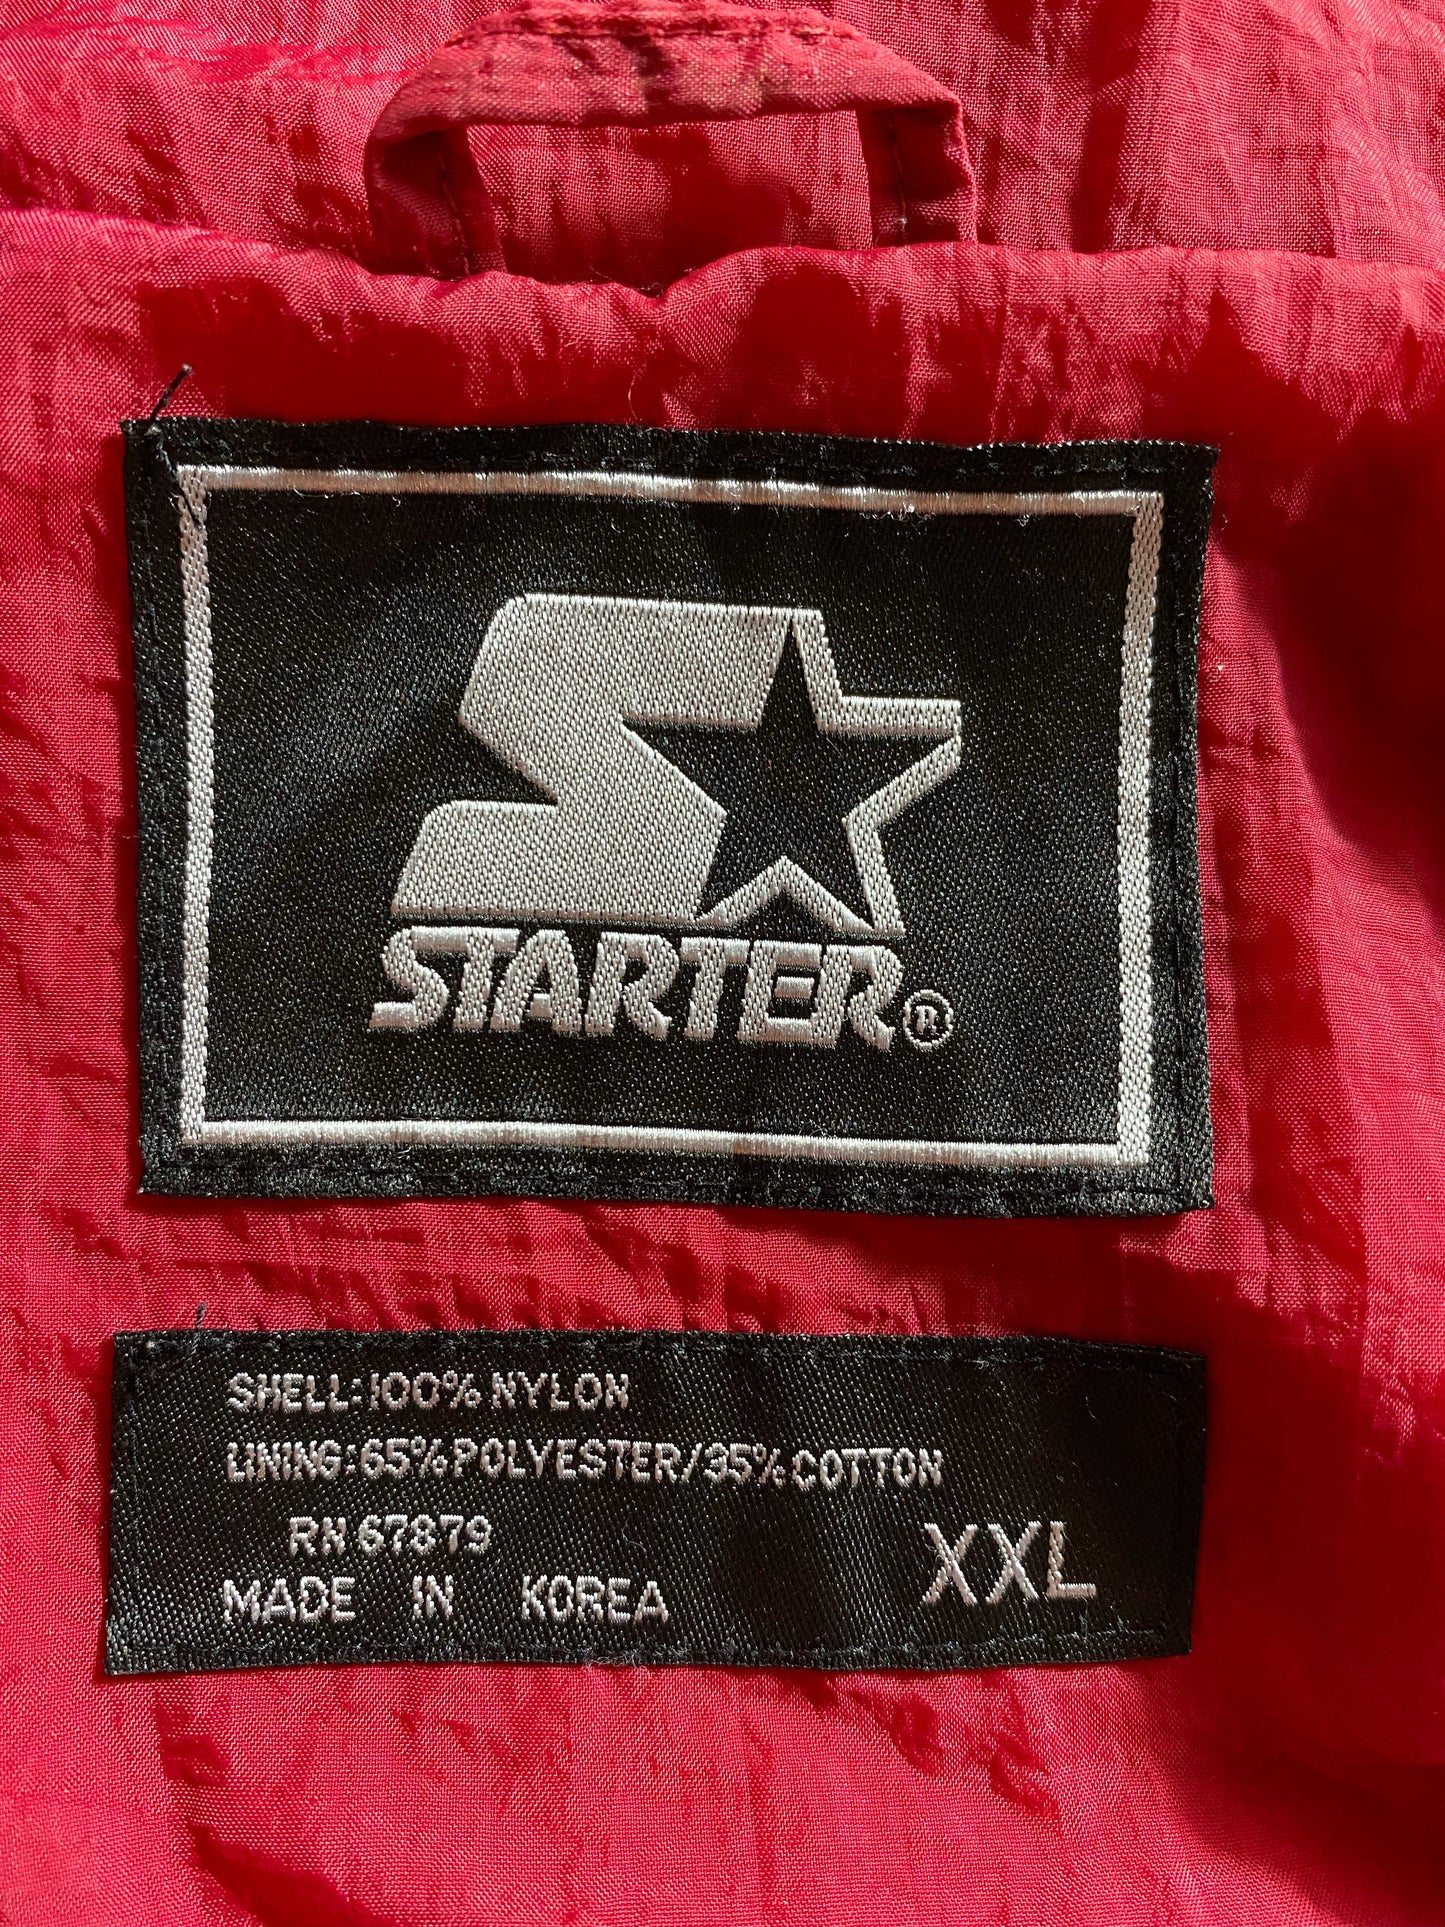 STARTER®
SHELL:100% NYLON
LINING:65% POLYESTER/35% COTTON
RN 67879
MADE IN KOREA
XXL